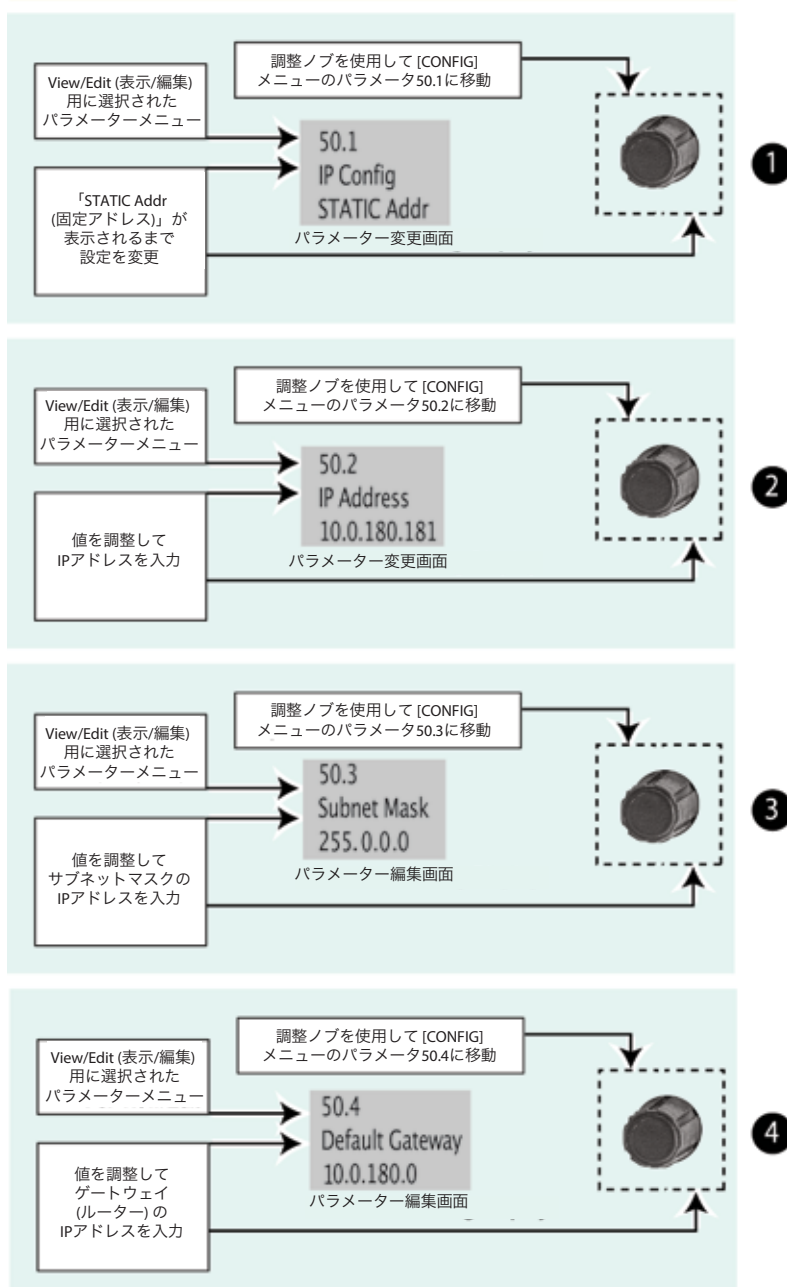 調整ノブを使用して [CONFIG]
メニューのパラメータ50.1に移動
View/Edit (表示/編集)
用に選択された
パラメーターメニュー
50.1
IP Config
STATIC Addr
パラメーター変更画面
「STATIC Addr
(固定アドレス)」が
表示されるまで
設定を変更
1
調整ノブを使用して [CONFIG]
メニューのパラメータ50.2に移動
View/Edit (表示/編集)
用に選択された
パラメーターメニュー
50.2
IP Address
10.0.180.181
パラメーター変更画面
値を調整して
IPアドレスを入力
2
調整ノブを使用して [CONFIG]
メニューのパラメータ50.3に移動
View/Edit (表示/編集)
用に選択された
パラメーターメニュー
50.3
Subnet Mask
255.0.0.0
パラメーター編集画面
値を調整して
サブネットマスクの
IPアドレスを入力
3
調整ノブを使用して [CONFIG]
メニューのパラメータ50.4に移動
View/Edit (表示/編集)
用に選択された
パラメーターメニュー
50.4
Default Gateway
10.0.180.0
パラメーター編集画面
値を調整して
ゲートウェイ
(ルーター) の
IPアドレスを入力
4